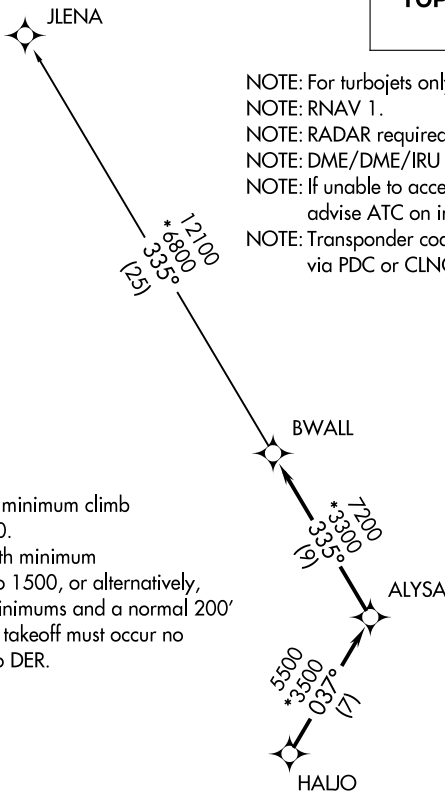 JLENA
TOP
NOTE: For turbojets only
NOTE: RNAV 1.
NOTE: RADAR required
NOTE: DME/DME/IRU
NOTE: If unable to acce
advise ATC on in
NOTE: Transponder cod
via PDC or CLNC
12100
*6800
335°
(25)
BWALL
minimum climb
0.
th minimum
o 1500, or alternatively,
inimums and a normal 200'
takeoff must occur no
o DER.
7200
*3300
335°
(9)
ALYSA
5500
*3500
037°
(7)
HALJO